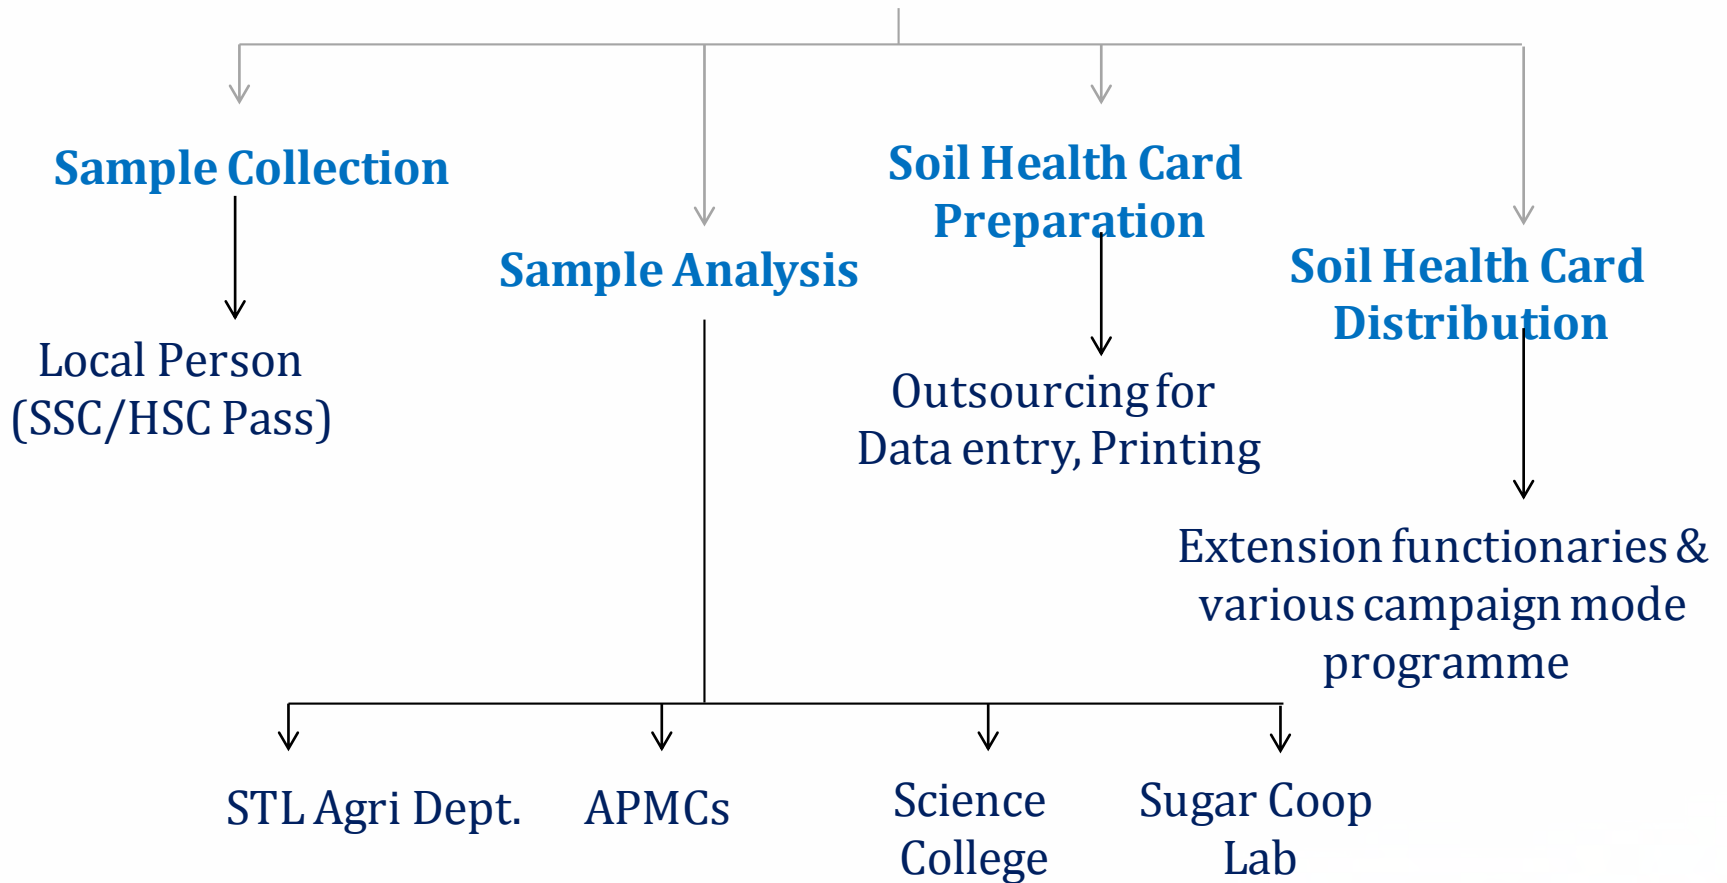 Sample Collection
Sample Analysis
Soil Health Card
Preparation
Soil Health Card
Distribution
Local Person
(SSC/HSC Pass)
Outsourcing for
Data entry, Printing
Extension functionaries &
various campaign mode
programme
STL Agri Dept.
APMCs
Science
College
Sugar Coop
Lab